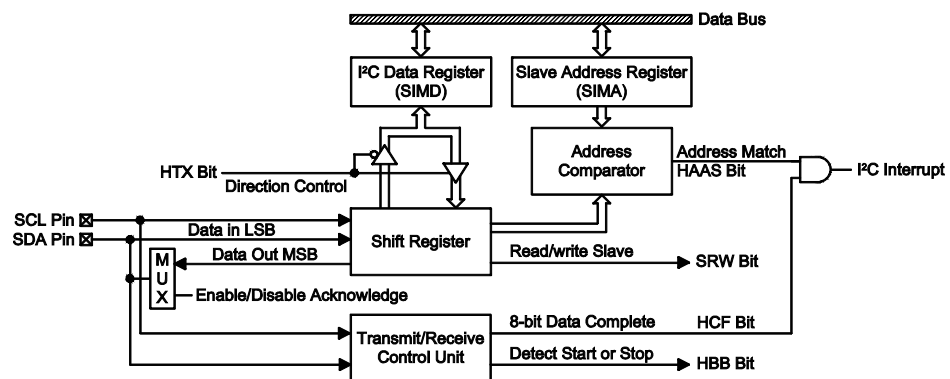 Data Bus
I²C Data Register
(SIMD)
Slave Address Register
(SIMA)
Address
Comparator
Address Match
HAAS Bit
I²C Interrupt
HTX Bit
Direction Control
SCL Pin
SDA Pin
Data in LSB
Shift Register
Data Out MSB
Read/write Slave
SRW Bit
M
U
X
Enable/Disable Acknowledge
Transmit/Receive
Control Unit
8-bit Data Complete
HCF Bit
Detect Start or Stop
HBB Bit